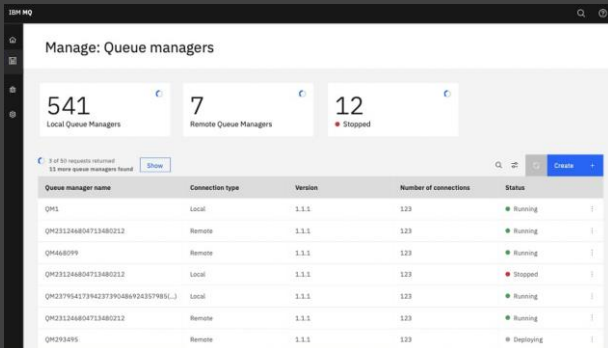 IBM MQ
Manage: Queue managers
541
Local Queue Managers
7
Remote Queue Managers
12
Stopped
3 of 50 requests returned
11 more queue managers found
Show
Create +
Queue manager name Connection type Version Number of connections Status
QM1 Local 1.1.1 123 Running
QM231246804713480212 Remote 1.1.1 123 Running
QM468099 Remote 1.1.1 123 Running
QM231246804713480212 Local 1.1.1 123 Stopped
QM23795417394237390486924357985(...) Local 1.1.1 123 Running
QM231246804713480212 Remote 1.1.1 123 Running
QM293495 Remote 1.1.1 123 Deploying